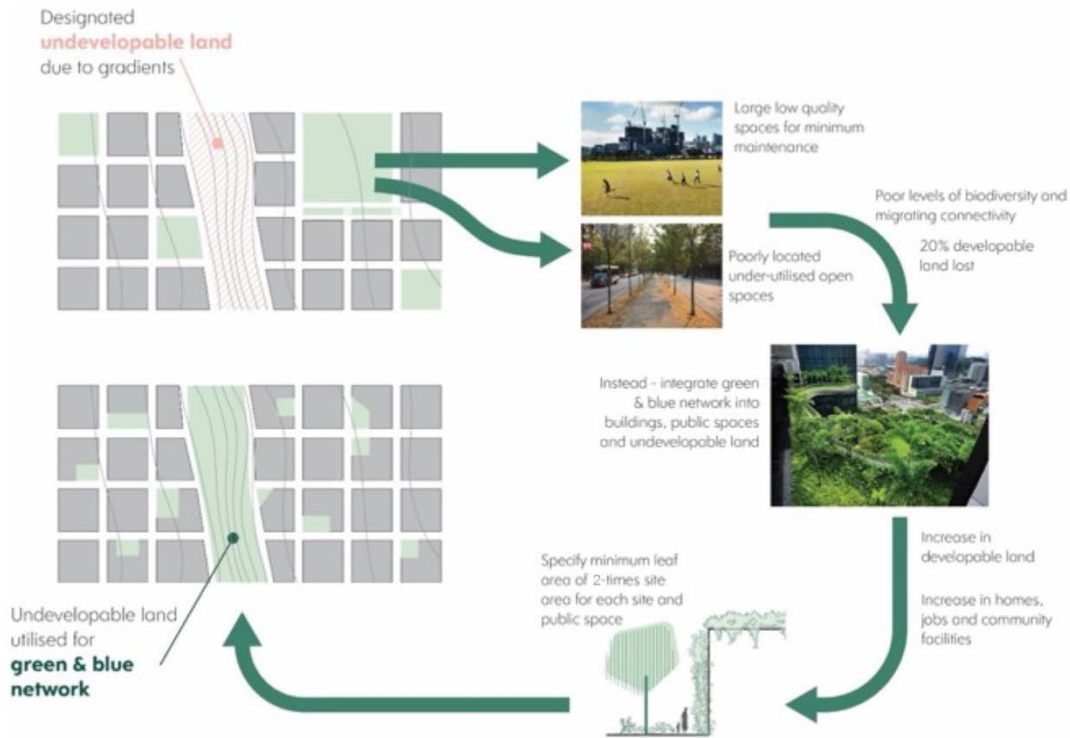 Designated
undevelopable land
due to gradients
Large low quality
spaces for minimum
maintenance
Poor levels of biodiversity and
migrating connectivity
20% developable
land lost
Poorly located
under-utilised open
spaces
Instead - integrate green
& blue network into
buildings, public spaces
and undevelopable land
Increase in
developable land
Increase in homes,
jobs and community
facilities
Specify minimum leaf
area of 2-times site
area for each site and
public space
Undevelopable land
utilised for
green & blue
network